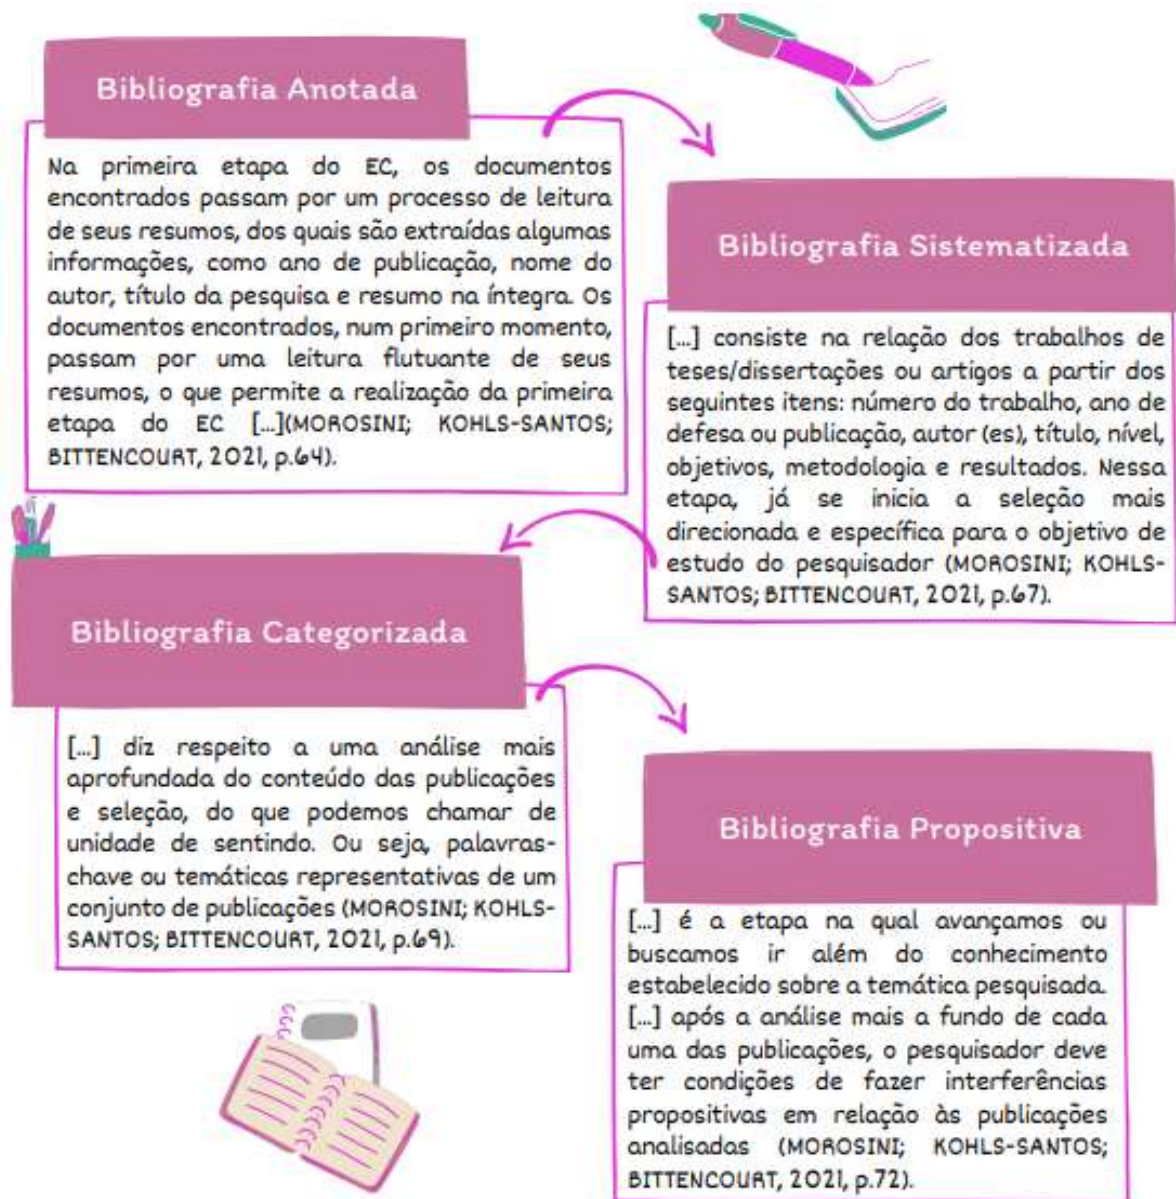 Bibliografia Anotada
Na primeira etapa do EC, os documentos
encontrados passam por um processo de leitura
de seus resumos, dos quais são extraídas algumas
informações, como ano de publicação, nome do
autor, título da pesquisa e resumo na íntegra. Os
documentos encontrados, num primeiro momento,
passam por uma leitura flutuante de seus
resumos, o que permite a realização da primeira
etapa do EC [...](MOROSINI; KOHLS-SANTOS;
BITTENCOURT, 2021, p.64).
Bibliografia Sistematizada
[...] consiste na relação dos trabalhos de
teses/dissertações ou artigos a partir dos
seguintes itens: número do trabalho, ano de
defesa ou publicação, autor (es), título, nível,
objetivos, metodologia e resultados. Nessa
etapa, já se inicia a seleção mais
direcionada e específica para o objetivo de
estudo do pesquisador (MOROSINI; KOHLS-
SANTOS; BITTENCOURT, 2021, p.67).
Bibliografia Categorizada
[...] diz respeito a uma análise mais
aprofundada do conteúdo das publicações
e seleção, do que podemos chamar de
unidade de sentindo. Ou seja, palavras-
chave ou temáticas representativas de um
conjunto de publicações (MOROSINI; KOHLS-
SANTOS; BITTENCOURT, 2021, p.69).
Bibliografia Propositiva
[...] é a etapa na qual avançamos ou
buscamos ir além do conhecimento
estabelecido sobre a temática pesquisada.
[...] após a análise mais a fundo de cada
uma das publicações, o pesquisador deve
ter condições de fazer interferências
propositivas em relação às publicações
analisadas (MOROSINI; KOHLS-SANTOS;
BITTENCOURT, 2021, p.72).